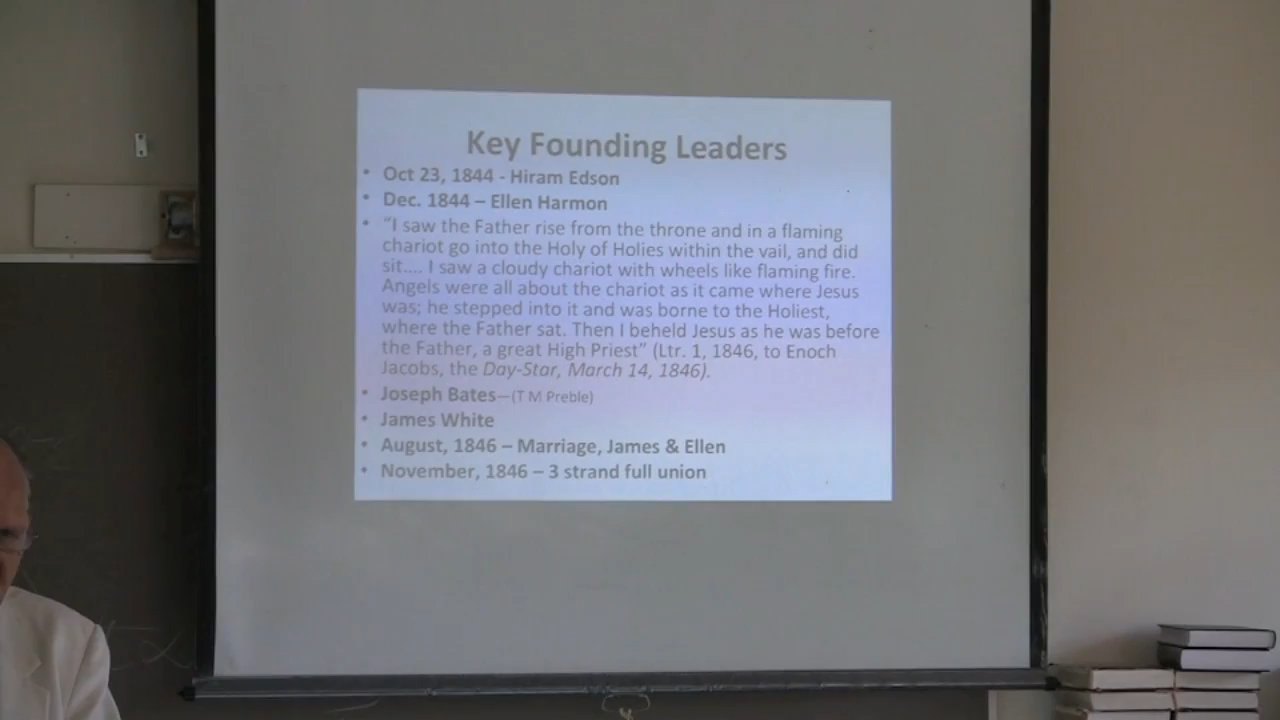 Key Founding Leaders
• Oct 23, 1844 - Hiram Edson
• Dec. 1844 – Ellen Harmon
• “I saw the Father rise from the throne and in a flaming
chariot go into the Holy of Holies within the vail, and did
sit.... I saw a cloudy chariot with wheels like flaming fire.
Angels were all about the chariot as it came where Jesus
was; he stepped into it and was borne to the Holiest,
where the Father sat. Then I beheld Jesus as he was before
the Father, a great High Priest” (Ltr. 1, 1846, to Enoch
Jacobs, the Day-Star, March 14, 1846).
• Joseph Bates—(T M Preble)
• James White
• August, 1846 – Marriage, James & Ellen
• November, 1846 – 3 strand full union